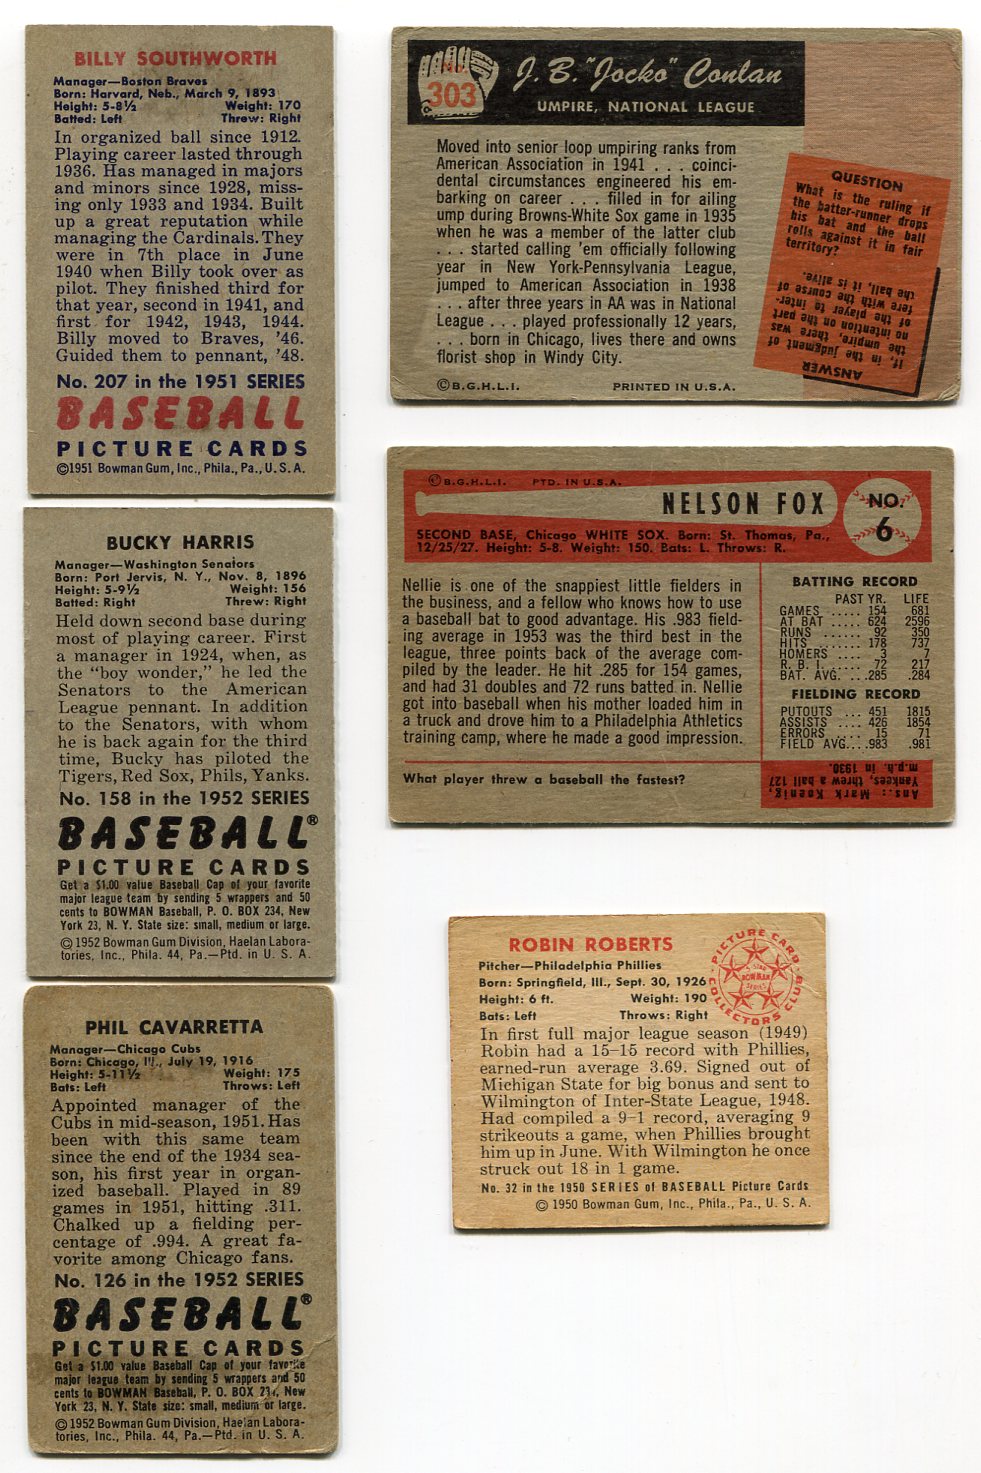 BILLY SOUTHWORTH
Manager—Boston Braves
Born: Harvard, Neb., March 9, 1893
Height: 5-8½ Weight: 170
Batted: Left Threw: Right
In organized ball since 1912.
Playing career lasted through
1936. Has managed in majors
and minors since 1928, miss-
ing only 1933 and 1934. Built
up a great reputation while
managing the Cardinals. They
were in 7th place in June
1940 when Billy took over as
pilot. They finished third for
that year, second in 1941, and
first for 1942, 1943, 1944.
Billy moved to Braves, '46.
Guided them to pennant, '48.
No. 207 in the 1951 SERIES
BASEBALL
PICTURE CARDS
©1951 Bowman Gum, Inc., Phila., Pa., U. S. A.
BUCKY HARRIS
Manager—Washington Senators
Born: Port Jervis, N. Y., Nov. 8, 1896
Height: 5-9½ Weight: 156
Batted: Right Threw: Right
Held down second base during
most of playing career. First
a manager in 1924, when, as
the "boy wonder," he led the
Senators to the American
League pennant. In addition
to the Senators, with whom
he is back again for the third
time, Bucky has piloted the
Tigers, Red Sox, Phils, Yanks.
No. 158 in the 1952 SERIES
BASEBALL®
PICTURE CARDS
Get a $1.00 value Baseball Cap of your favorite
major league team by sending 5 wrappers and 50
cents to BOWMAN Baseball, P. O. BOX 234, New
York 23, N. Y. State size: small, medium or large.
© 1952 Bowman Gum Division, Haelan Labora-
tories, Inc., Phila. 44, Pa.—Ptd. in U. S. A.
PHIL CAVARRETTA
Manager—Chicago Cubs
Born: Chicago, Ill., July 19, 1916
Height: 5-11½ Weight: 175
Bats: Left Throws: Left
Appointed manager of the
Cubs in mid-season, 1951. Has
been with this same team
since the end of the 1934 sea-
son, his first year in organ-
ized baseball. Played in 89
games in 1951, hitting .311.
Chalked up a fielding per-
centage of .994. A great fa-
vorite among Chicago fans.
No. 126 in the 1952 SERIES
BASEBALL®
PICTURE CARDS
Get a $1.00 value Baseball Cap of your favorite
major league team by sending 5 wrappers and 50
cents to BOWMAN Baseball, P. O. BOX 234, New
York 23, N. Y. State size: small, medium or large.
© 1952 Bowman Gum Division, Haelan Labora-
tories, Inc., Phila. 44, Pa.—Ptd. in U. S. A.
No. 303
J. B. "Jocko" Conlan
UMPIRE, NATIONAL LEAGUE
Moved into senior loop umpiring ranks from
American Association in 1941 . . . coinci-
dental circumstances engineered his em-
barking on career . . . filled in for ailing
ump during Browns-White Sox game in 1935
when he was a member of the latter club
. . . started calling 'em officially following
year in New York-Pennsylvania League,
jumped to American Association in 1938
. . . after three years in AA was in National
League . . . played professionally 12 years,
. . . born in Chicago, lives there and owns
florist shop in Windy City.
©B.G.H.L.I. PRINTED IN U.S.A.
QUESTION
What is the ruling if
the batter-runner drops
his bat and the ball
rolls against it in fair
territory?
ANSWER
If, in the judgment of
the umpire, there was
no intention on the part
of the player to inter-
fere with the course of
the ball, it is alive.
©B.G.H.L.I. PTD. IN U.S.A.
NELSON FOX
NO. 6
SECOND BASE, Chicago WHITE SOX. Born: St. Thomas, Pa.,
12/25/27. Height: 5-8. Weight: 150. Bats: L. Throws: R.
Nellie is one of the snappiest little fielders in
the business, and a fellow who knows how to use
a baseball bat to good advantage. His .983 field-
ing average in 1953 was the third best in the
league, three points back of the average com-
piled by the leader. He hit .285 for 154 games,
and had 31 doubles and 72 runs batted in. Nellie
got into baseball when his mother loaded him in
a truck and drove him to a Philadelphia Athletics
training camp, where he made a good impression.
BATTING RECORD
PAST YR. LIFE
GAMES ..... 154 681
AT BAT ..... 624 2596
RUNS ...... 92 350
HITS ....... 178 737
HOMERS .... 3 7
R. B. I. .... 72 217
BAT. AVG. ...285 .284
FIELDING RECORD
PUTOUTS ... 451 1815
ASSISTS .... 426 1854
ERRORS .... 15 71
FIELD AVG....983 .981
What player threw a baseball the fastest?
Ans.: Mark Koenig,
Yankees, threw a ball 127
m.p.h. in 1930.
ROBIN ROBERTS
Pitcher—Philadelphia Phillies
Born: Springfield, Ill., Sept. 30, 1926
Height: 6 ft. Weight: 190
Bats: Left Throws: Right
PICTURE CARD COLLECTORS CLUB
5-STAR
BOWMAN
SERIES
In first full major league season (1949)
Robin had a 15-15 record with Phillies,
earned-run average 3.69. Signed out of
Michigan State for big bonus and sent to
Wilmington of Inter-State League, 1948.
Had compiled a 9-1 record, averaging 9
strikeouts a game, when Phillies brought
him up in June. With Wilmington he once
struck out 18 in 1 game.
No. 32 in the 1950 SERIES of BASEBALL Picture Cards
© 1950 Bowman Gum, Inc., Phila., Pa., U. S. A.